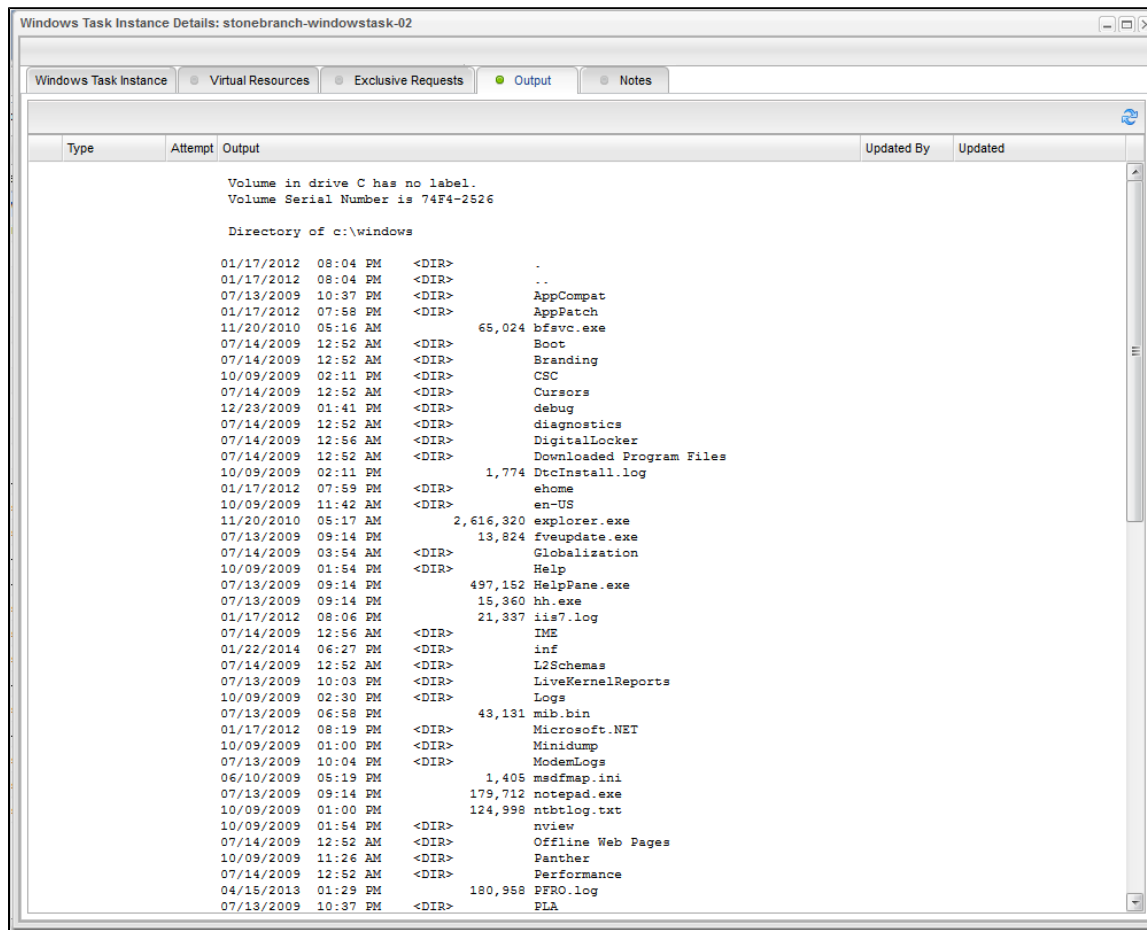 Windows Task Instance Details: stonebranch-windowstask-02
Windows Task Instance Virtual Resources Exclusive Requests Output Notes
Type Attempt Output Updated By Updated
Volume in drive C has no label.
Volume Serial Number is 74F4-2526
Directory of c:\windows
01/17/2012 08:04 PM <DIR> .
01/17/2012 08:04 PM <DIR> ..
07/13/2009 10:37 PM <DIR> AppCompat
01/17/2012 07:58 PM <DIR> AppPatch
11/20/2010 05:16 AM 65,024 bfsvc.exe
07/14/2009 12:52 AM <DIR> Boot
07/14/2009 12:52 AM <DIR> Branding
10/09/2009 02:11 PM <DIR> CSC
07/14/2009 12:52 AM <DIR> Cursors
12/23/2009 01:41 PM <DIR> debug
07/14/2009 12:52 AM <DIR> diagnostics
07/14/2009 12:56 AM <DIR> DigitalLocker
07/14/2009 12:52 AM <DIR> Downloaded Program Files
10/09/2009 02:11 PM 1,774 DtcInstall.log
01/17/2012 07:59 PM <DIR> ehome
10/09/2009 11:42 AM <DIR> en-US
11/20/2010 05:17 AM 2,616,320 explorer.exe
07/13/2009 09:14 PM 13,824 fveupdate.exe
07/14/2009 03:54 AM <DIR> Globalization
10/09/2009 01:54 PM <DIR> Help
07/13/2009 09:14 PM 497,152 HelpPane.exe
07/13/2009 09:14 PM 15,360 hh.exe
01/17/2012 08:06 PM 21,337 iis7.log
07/14/2009 12:56 AM <DIR> IME
01/22/2014 06:27 PM <DIR> inf
07/14/2009 12:52 AM <DIR> L2Schemas
07/13/2009 10:03 PM <DIR> LiveKernelReports
10/09/2009 02:30 PM <DIR> Logs
07/13/2009 06:58 PM 43,131 mib.bin
01/17/2012 08:19 PM <DIR> Microsoft.NET
10/09/2009 01:00 PM <DIR> Minidump
07/13/2009 10:04 PM <DIR> ModemLogs
06/10/2009 05:19 PM 1,405 msdfmap.ini
07/13/2009 09:14 PM 179,712 notepad.exe
10/09/2009 01:00 PM 124,998 ntbtlog.txt
10/09/2009 01:54 PM <DIR> nview
07/14/2009 12:52 AM <DIR> Offline Web Pages
10/09/2009 11:26 AM <DIR> Panther
07/14/2009 12:52 AM <DIR> Performance
04/15/2013 01:29 PM 180,958 PFRO.log
07/13/2009 10:37 PM <DIR> PLA